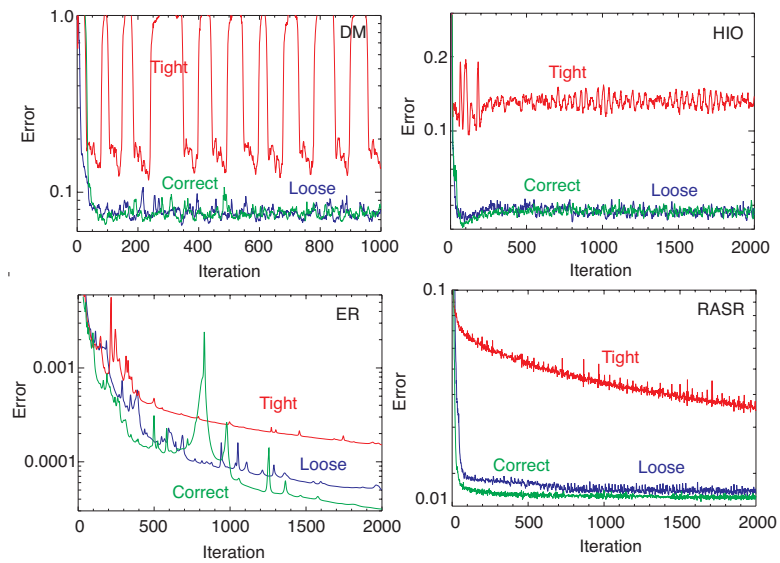 DM
1.0
Tight
Error
0.1
Correct
Loose
0 200 400 600 800 1000
Iteration
HIO
0.2
Tight
Error
0.1
Correct
Loose
0 500 1000 1500 2000
Iteration
ER
0.001
Error
Tight
0.0001
Loose
Correct
0 500 1000 1500 2000
Iteration
0.1
RASR
Tight
Error
Correct
Loose
0.01
0 500 1000 1500 2000
Iteration